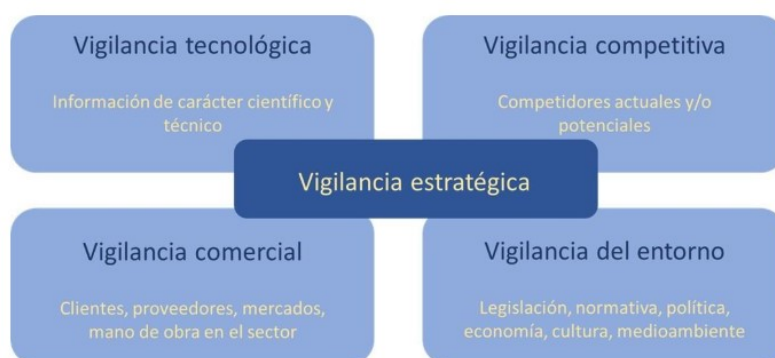 Vigilancia tecnológica
Información de carácter científico y
técnico
Vigilancia competitiva
Competidores actuales y/o
potenciales
Vigilancia estratégica
Vigilancia comercial
Clientes, proveedores, mercados,
mano de obra en el sector
Vigilancia del entorno
Legislación, normativa, política,
economía, cultura, medioambiente